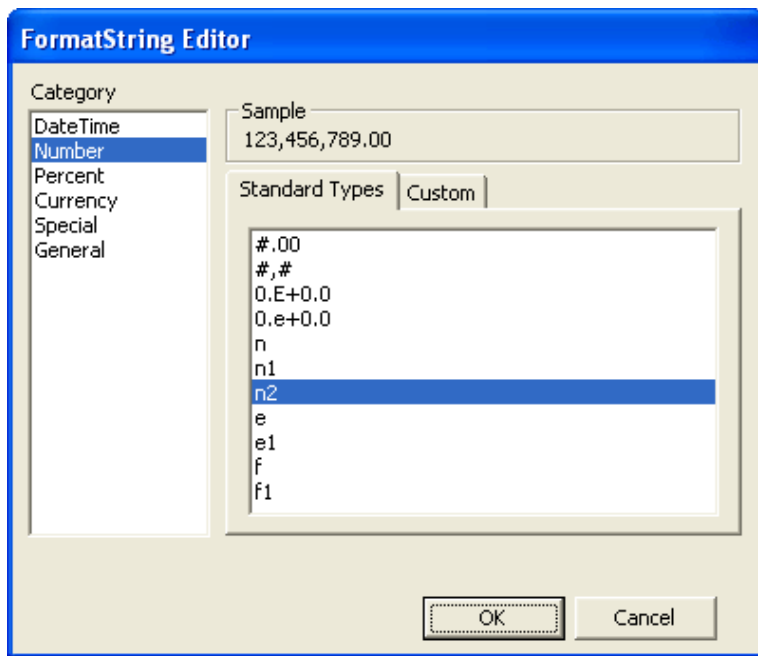 FormatString Editor
Category
DateTime
Number
Percent
Currency
Special
General
Sample
123,456,789.00
Standard Types
Custom
#.00
#,#
0.E+0.0
0.e+0.0
n
n1
n2
e
e1
f
f1
OK
Cancel